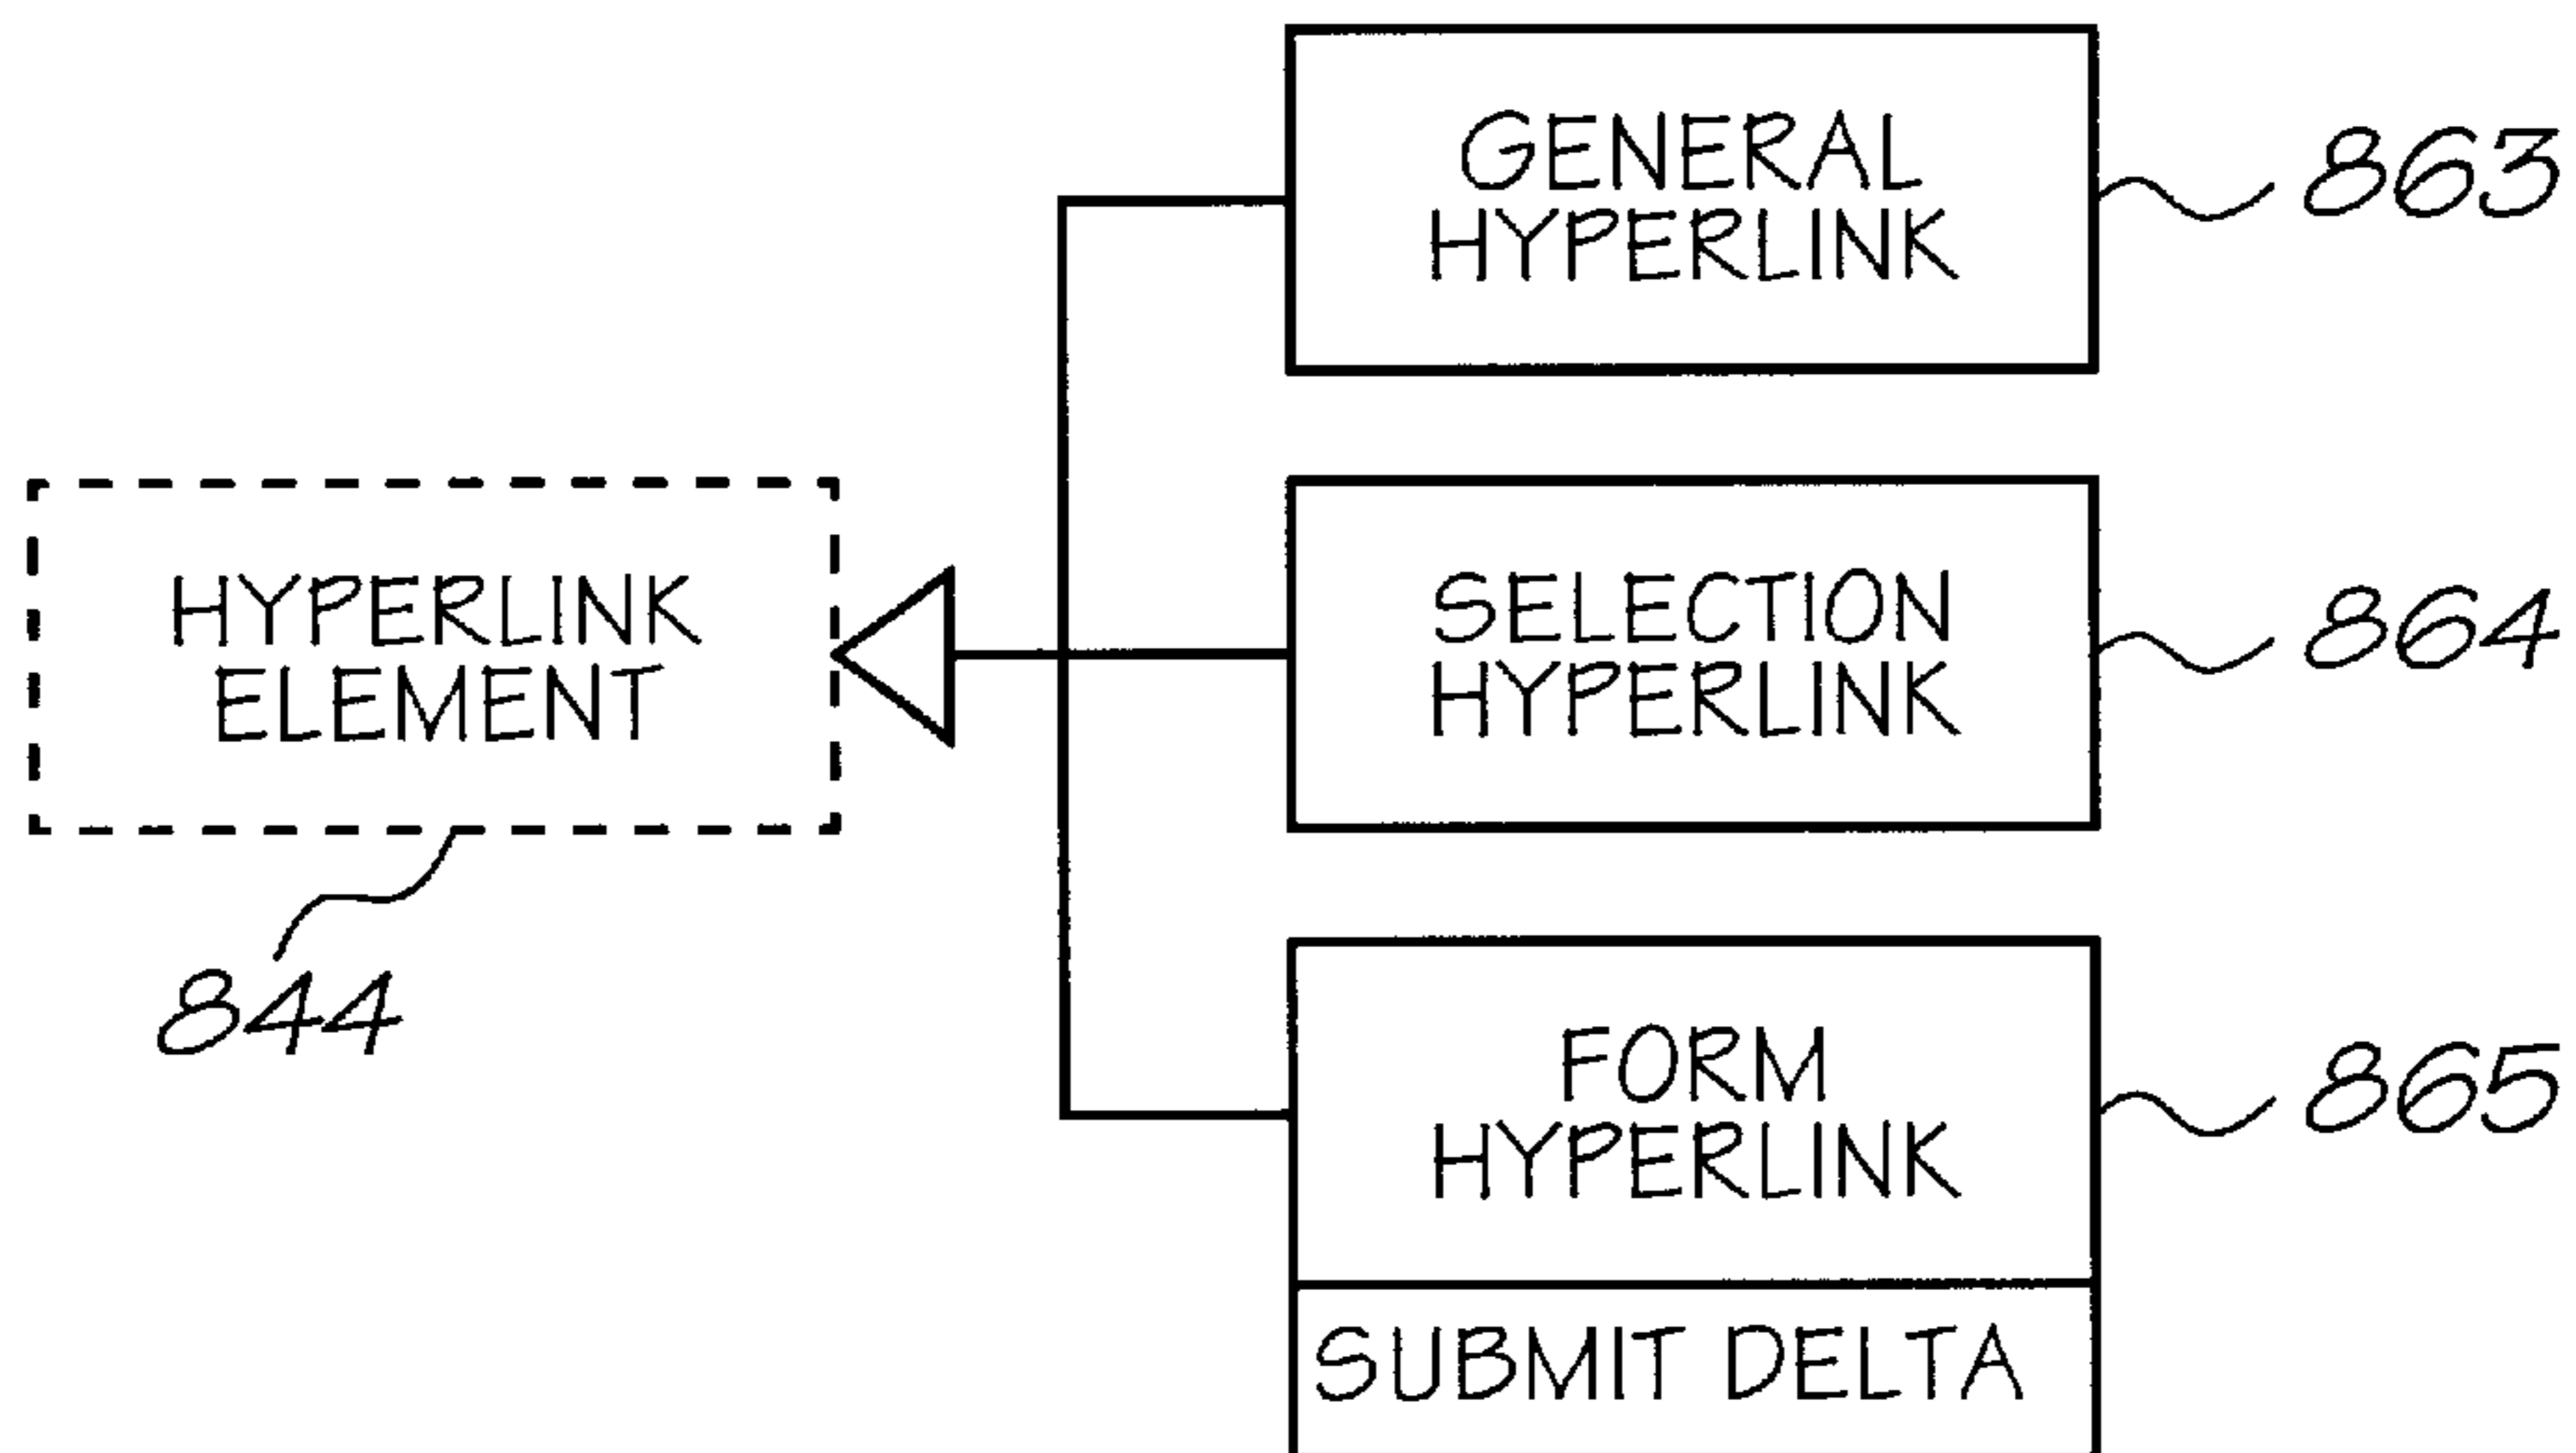 GENERAL
HYPERLINK
863
HYPERLINK
ELEMENT
844
SELECTION
HYPERLINK
864
FORM
HYPERLINK
865
SUBMIT DELTA